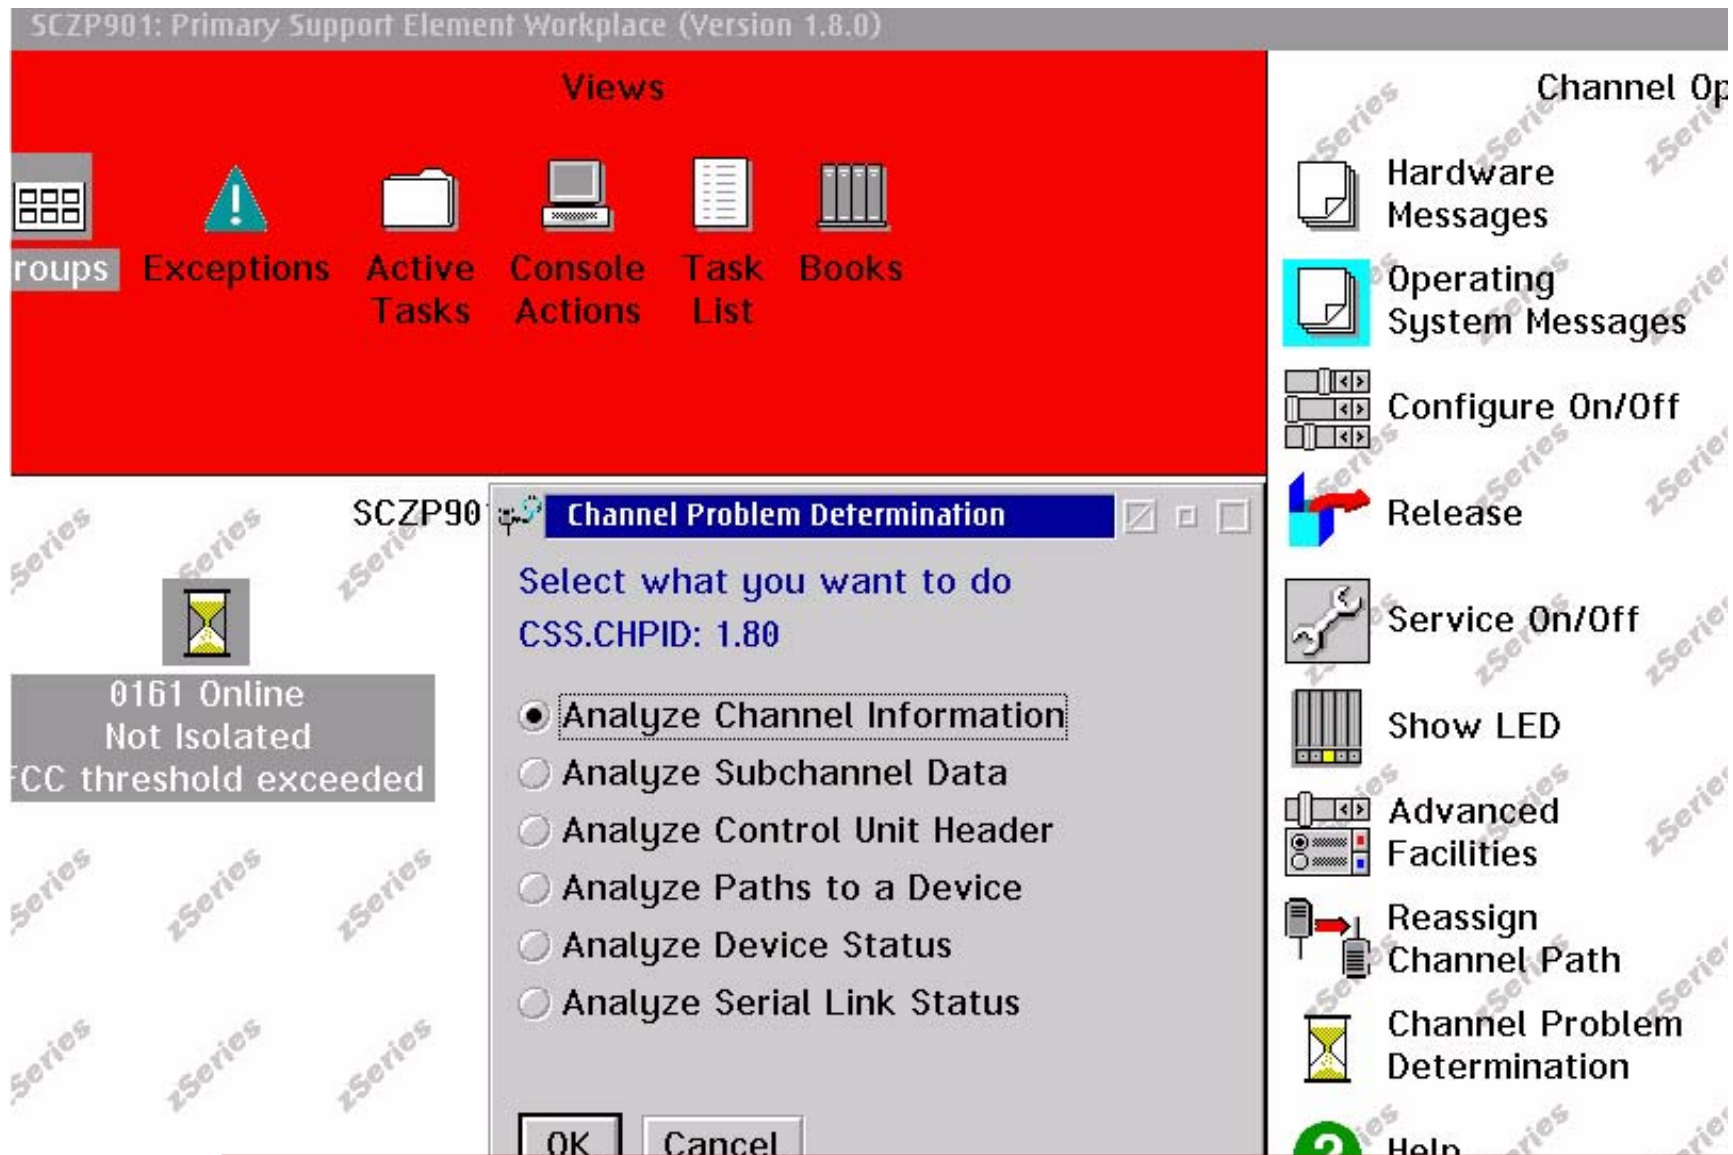 SCZP901: Primary Support Element Workplace (Version 1.8.0)
Views
roups
Exceptions
Active
Tasks
Console
Actions
Task
List
Books
SCZP901
0161 Online
Not Isolated
FCC threshold exceeded
Channel Problem Determination
Select what you want to do
CSS.CHPID: 1.80
Analyze Channel Information
Analyze Subchannel Data
Analyze Control Unit Header
Analyze Paths to a Device
Analyze Device Status
Analyze Serial Link Status
OK
Cancel
Channel Op
Hardware
Messages
Operating
System Messages
Configure On/Off
Release
Service On/Off
Show LED
Advanced
Facilities
Reassign
Channel Path
Channel Problem
Determination
Help
zSeries